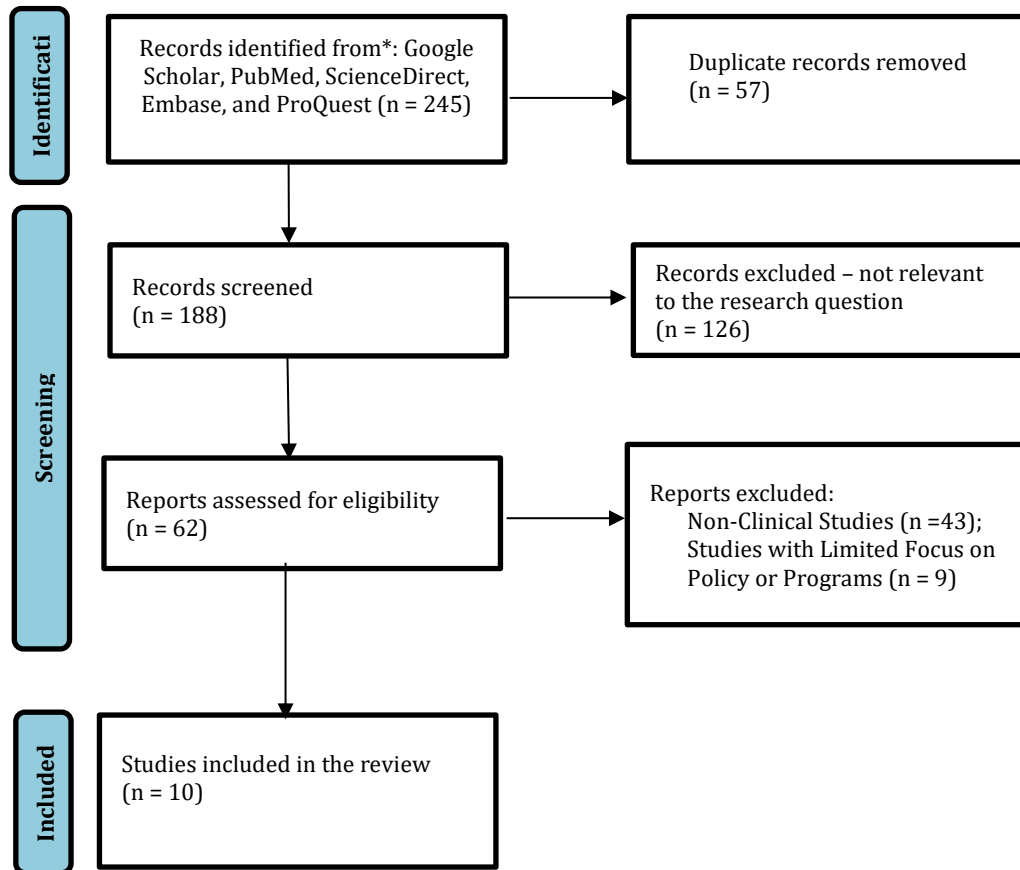 Identificati
Records identified from*: Google
Scholar, PubMed, ScienceDirect,
Embase, and ProQuest (n = 245)
Duplicate records removed
(n = 57)
Screening
Records screened
(n = 188)
Records excluded – not relevant
to the research question
(n = 126)
Reports assessed for eligibility
(n = 62)
Reports excluded:
Non-Clinical Studies (n =43);
Studies with Limited Focus on
Policy or Programs (n = 9)
Included
Studies included in the review
(n = 10)